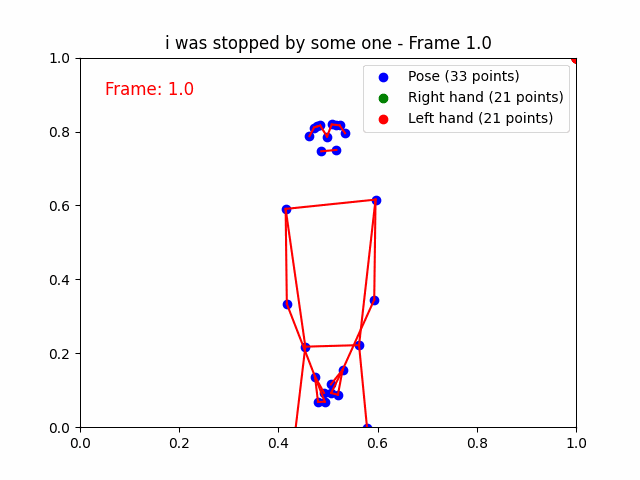 i was stopped by some one - Frame 1.0
Frame: 1.0
Pose (33 points)
Right hand (21 points)
Left hand (21 points)
1.0
0.8
0.6
0.4
0.2
0.0
0.0 0.2 0.4 0.6 0.8 1.0